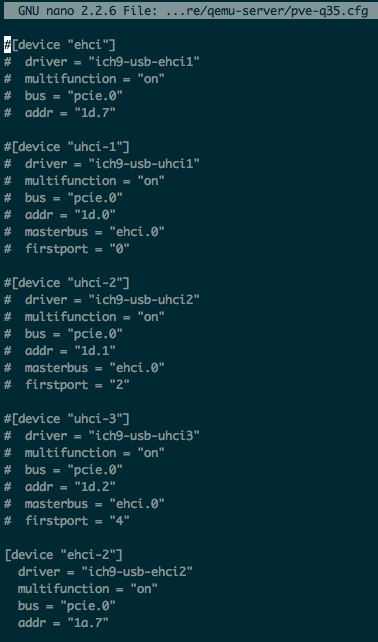 GNU nano 2.2.6 File: ...re/qemu-server/pve-q35.cfg
#[device "ehci"]
#  driver = "ich9-usb-ehci1"
#  multifunction = "on"
#  bus = "pcie.0"
#  addr = "1d.7"
#[device "uhci-1"]
#  driver = "ich9-usb-uhci1"
#  multifunction = "on"
#  bus = "pcie.0"
#  addr = "1d.0"
#  masterbus = "ehci.0"
#  firstport = "0"
#[device "uhci-2"]
#  driver = "ich9-usb-uhci2"
#  multifunction = "on"
#  bus = "pcie.0"
#  addr = "1d.1"
#  masterbus = "ehci.0"
#  firstport = "2"
#[device "uhci-3"]
#  driver = "ich9-usb-uhci3"
#  multifunction = "on"
#  bus = "pcie.0"
#  addr = "1d.2"
#  masterbus = "ehci.0"
#  firstport = "4"
[device "ehci-2"]
  driver = "ich9-usb-ehci2"
  multifunction = "on"
  bus = "pcie.0"
  addr = "1a.7"